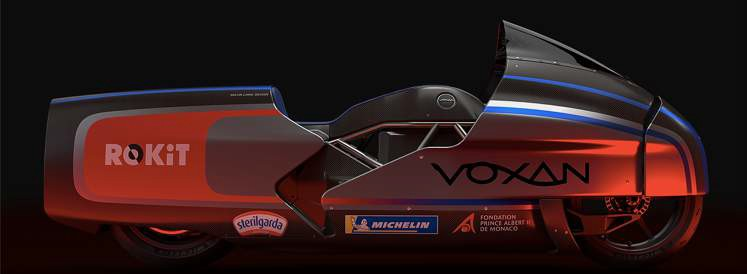 ROKiT
VOXAN
sterilgarda
MICHELIN
FONDATION
PRINCE ALBERT II
DE MONACO